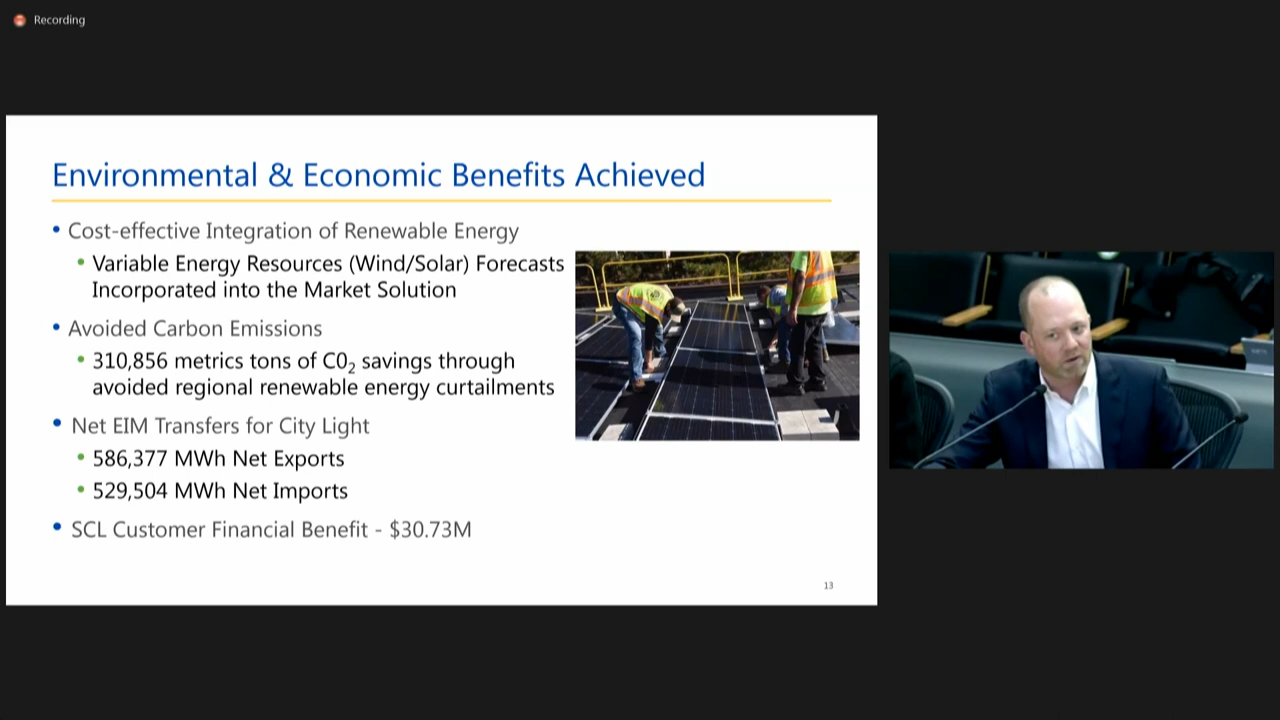 Recording
Environmental & Economic Benefits Achieved
• Cost-effective Integration of Renewable Energy
• Variable Energy Resources (Wind/Solar) Forecasts
Incorporated into the Market Solution
• Avoided Carbon Emissions
• 310,856 metrics tons of C0₂ savings through
avoided regional renewable energy curtailments
• Net EIM Transfers for City Light
• 586,377 MWh Net Exports
• 529,504 MWh Net Imports
• SCL Customer Financial Benefit - $30.73M
13